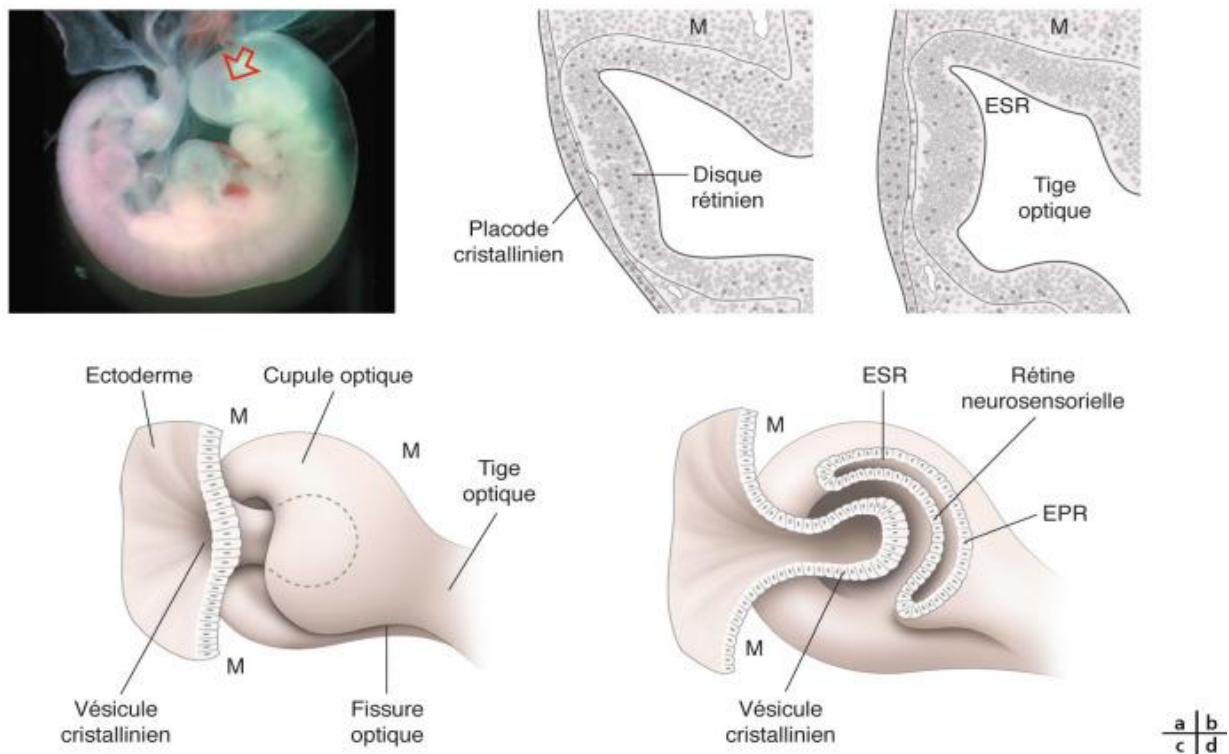 M
M
ESR
Disque
rétinien
Tige
optique
Placode
cristallinien
Ectoderme
Cupule optique
ESR
Rétine
neurosensorielle
M
M
M
Tige
optique
EPR
M
M
Vésicule
cristallinien
Fissure
optique
Vésicule
cristallinien
a b
c d